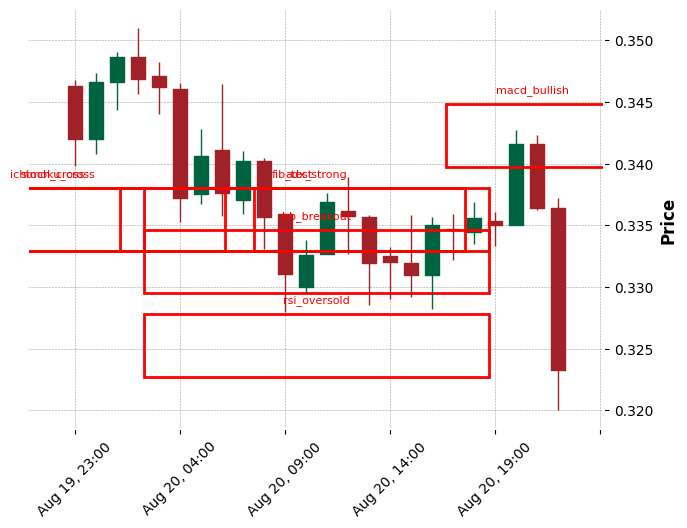 0.350
macd_bullish
0.345
0.340
0.335
Price
bb_breakout
0.330
rsi_oversold
0.325
0.320
Aug 19, 23:00
Aug 20, 04:00
Aug 20, 09:00
Aug 20, 14:00
Aug 20, 19:00